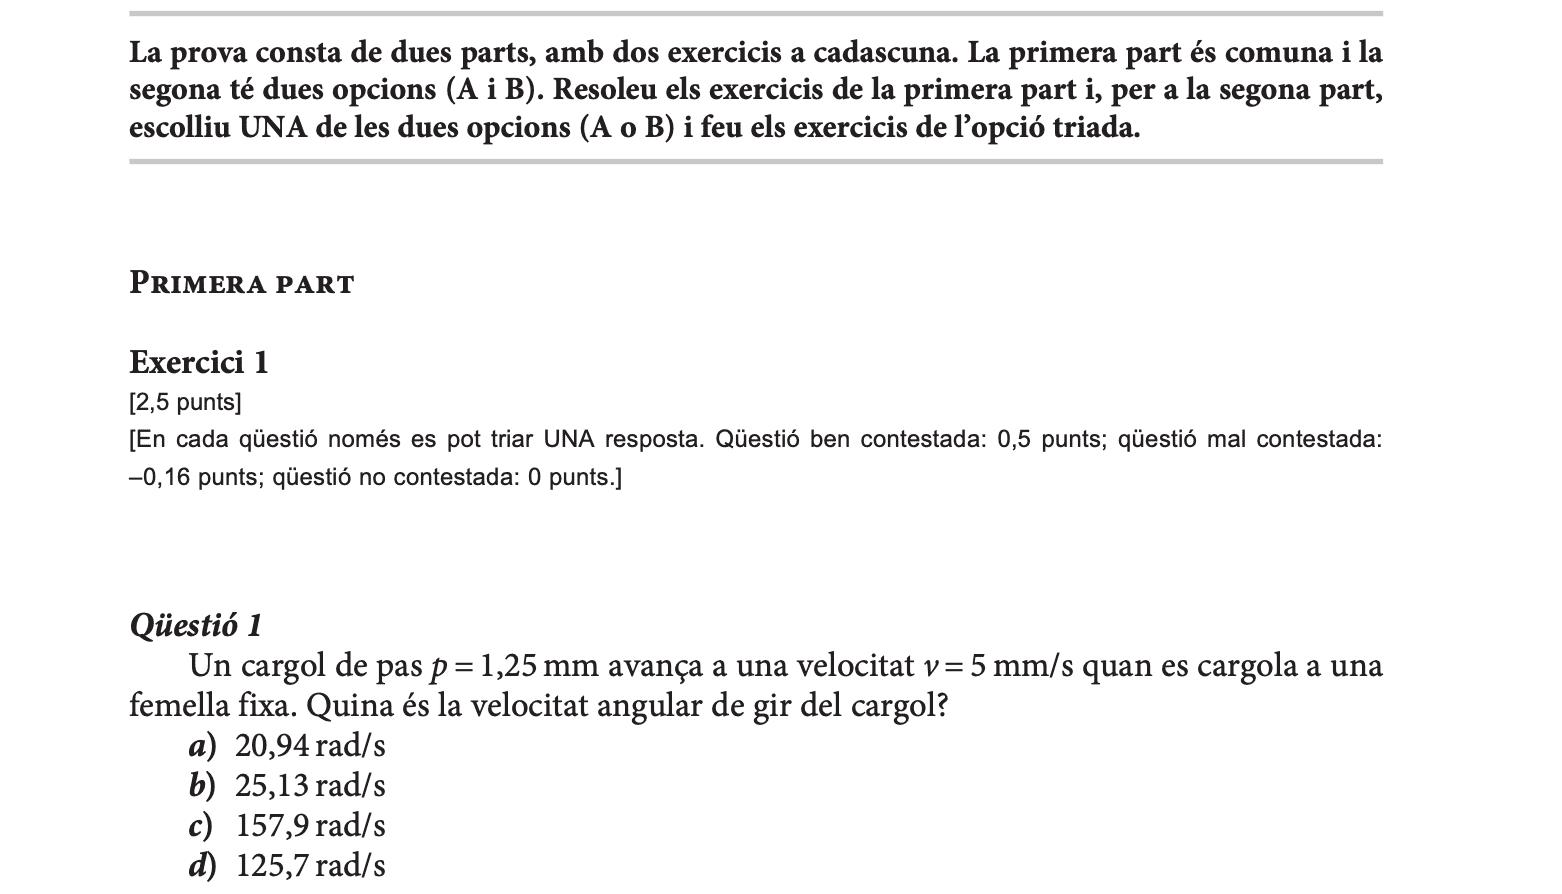 La prova consta de dues parts, amb dos exercicis a cadascuna. La primera part és comuna i la
segona té dues opcions (A i B). Resoleu els exercicis de la primera part i, per a la segona part,
escolliu UNA de les dues opcions (A o B) i feu els exercicis de l’opció triada.
PRIMERA PART
Exercici 1
[2,5 punts]
[En cada qüestió només es pot triar UNA resposta. Qüestió ben contestada: 0,5 punts; qüestió mal contestada:
–0,16 punts; qüestió no contestada: 0 punts.]
Qüestió 1
Un cargol de pas p = 1,25 mm avança a una velocitat v = 5 mm/s quan es cargola a una
femella fixa. Quina és la velocitat angular de gir del cargol?
a) 20,94 rad/s
b) 25,13 rad/s
c) 157,9 rad/s
d) 125,7 rad/s